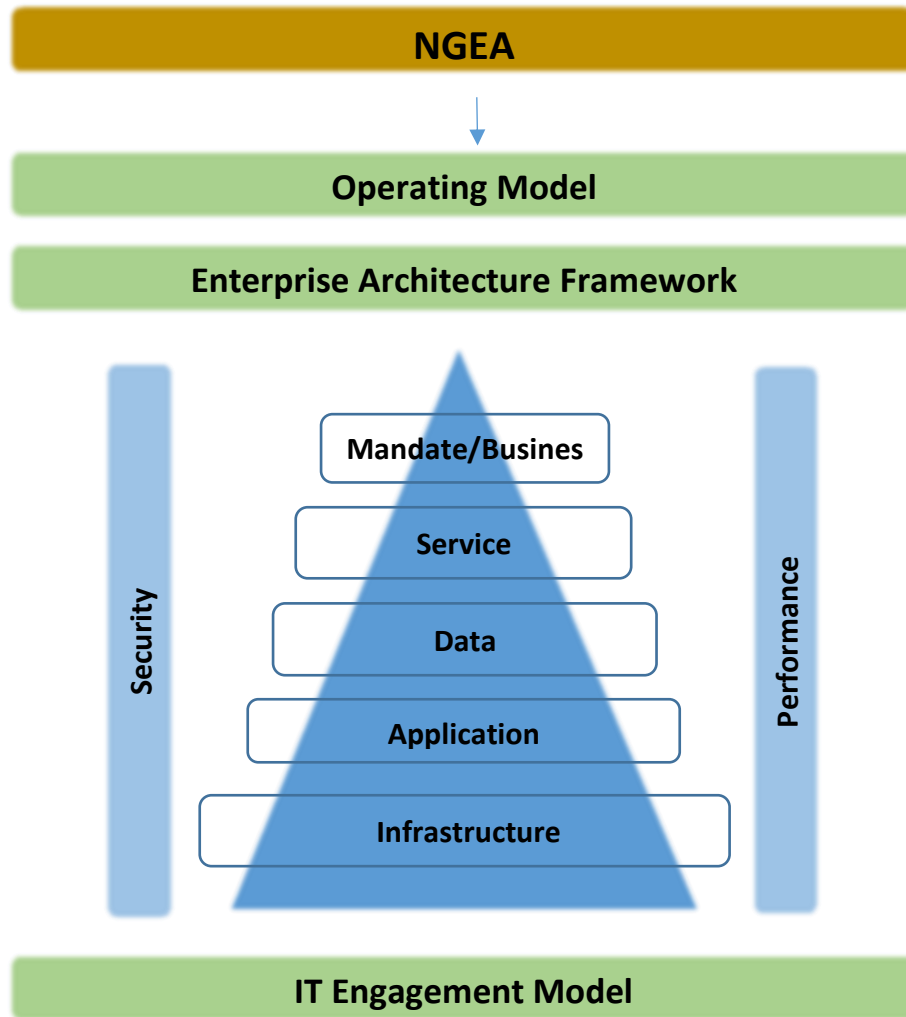 NGEA
Operating Model
Enterprise Architecture Framework
Mandate/Busines
Service
Data
Application
Infrastructure
Security
Performance
IT Engagement Model